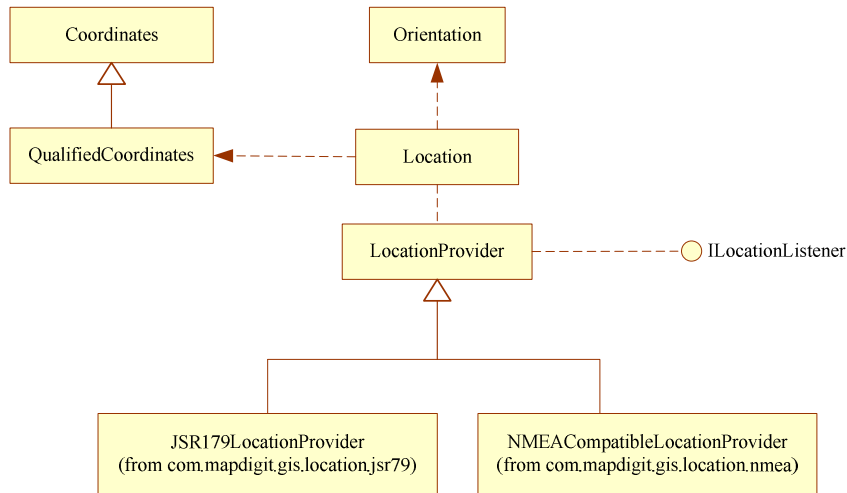 Coordinates
Orientation
QualifiedCoordinates
Location
LocationProvider
ILocationListener
JSR179LocationProvider
(from com.mapdigit.gis.location.jsr79)
NMEACompatibleLocationProvider
(from com.mapdigit.gis.location.nmea)